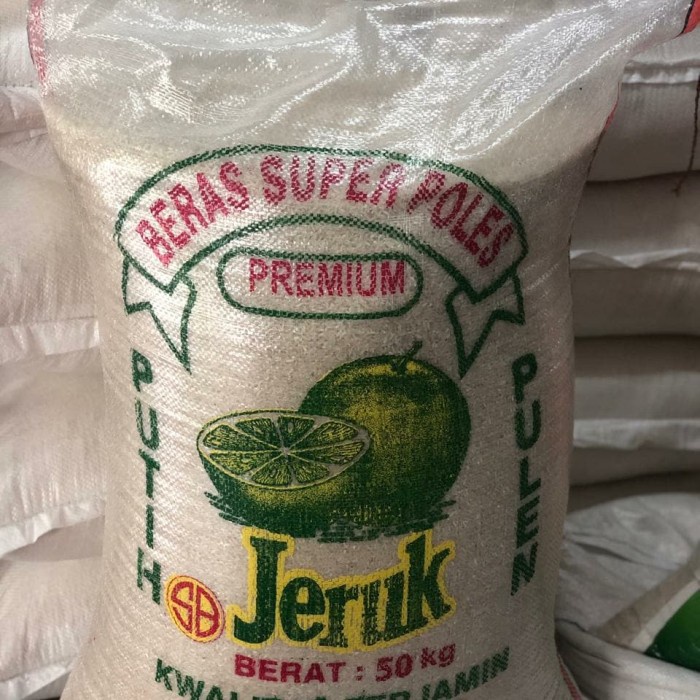 BERAS SUPER POLES
PREMIUM
PUTIH
PULEN
SB
Jeruk
BERAT : 50 kg